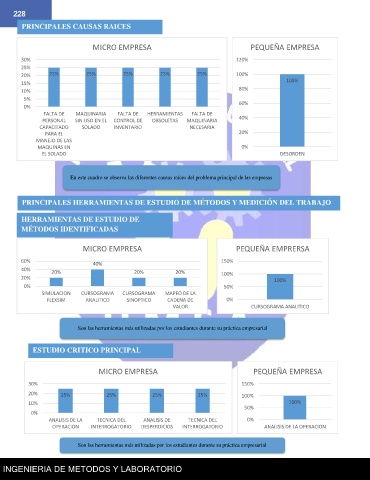 228
PRINCIPALES CAUSAS RAICES
MICRO EMPRESA
30%
25%
20%
15%
10%
5%
0%
25% 25% 25% 25% 25%
FALTA DE PERSONAL CAPACITADO PARA EL MANEJO DE LAS MAQUINAS EN EL SOLADO
MAQUINARIA SIN USO EN EL SOLADO
FALTA DE CONTROL DE INVENTARIO
HERRAMIENTAS OBSOLETAS
FALTA DE MAQUINARIA NECESARIA
PEQUEÑA EMPRESA
120%
100%
80%
60%
40%
20%
0%
100%
DESORDEN
En este cuadro se observa las diferentes causas raíces del problema principal de las empresas
PRINCIPALES HERRAMIENTAS DE ESTUDIO DE MÉTODOS Y MEDICIÓN DEL TRABAJO
HERRAMIENTAS DE ESTUDIO DE
MÉTODOS IDENTIFICADAS
MICRO EMPRESA
60%
40%
20%
0%
20% 40% 20% 20%
SIMULACION FLEXSIM
CURSOGRAMA ANALITICO
CURSOGRAMA SINOPTICO
MAPEO DE LA CADENA DE VALOR
PEQUEÑA EMPRERSA
150%
100%
50%
0%
100%
CURSOGRAMA ANALÍTICO
Son las herramientas más utilizadas por los estudiantes durante su práctica empresarial
ESTUDIO CRITICO PRINCIPAL
MICRO EMPRESA
30%
20%
10%
0%
25% 25% 25% 25%
ANALISIS DE LA OPERACION
TECNICA DEL INTERROGATORIO
ANALISIS DE DESPERDICIOS
TECNICA DEL INTERROGATORIO
PEQUEÑA EMPRESA
150%
100%
50%
0%
100%
ANALISIS DE LA OPERACION
Son las herramientas más utilizadas por los estudiantes durante su práctica empresarial
INGENIERIA DE METODOS Y LABORATORIO